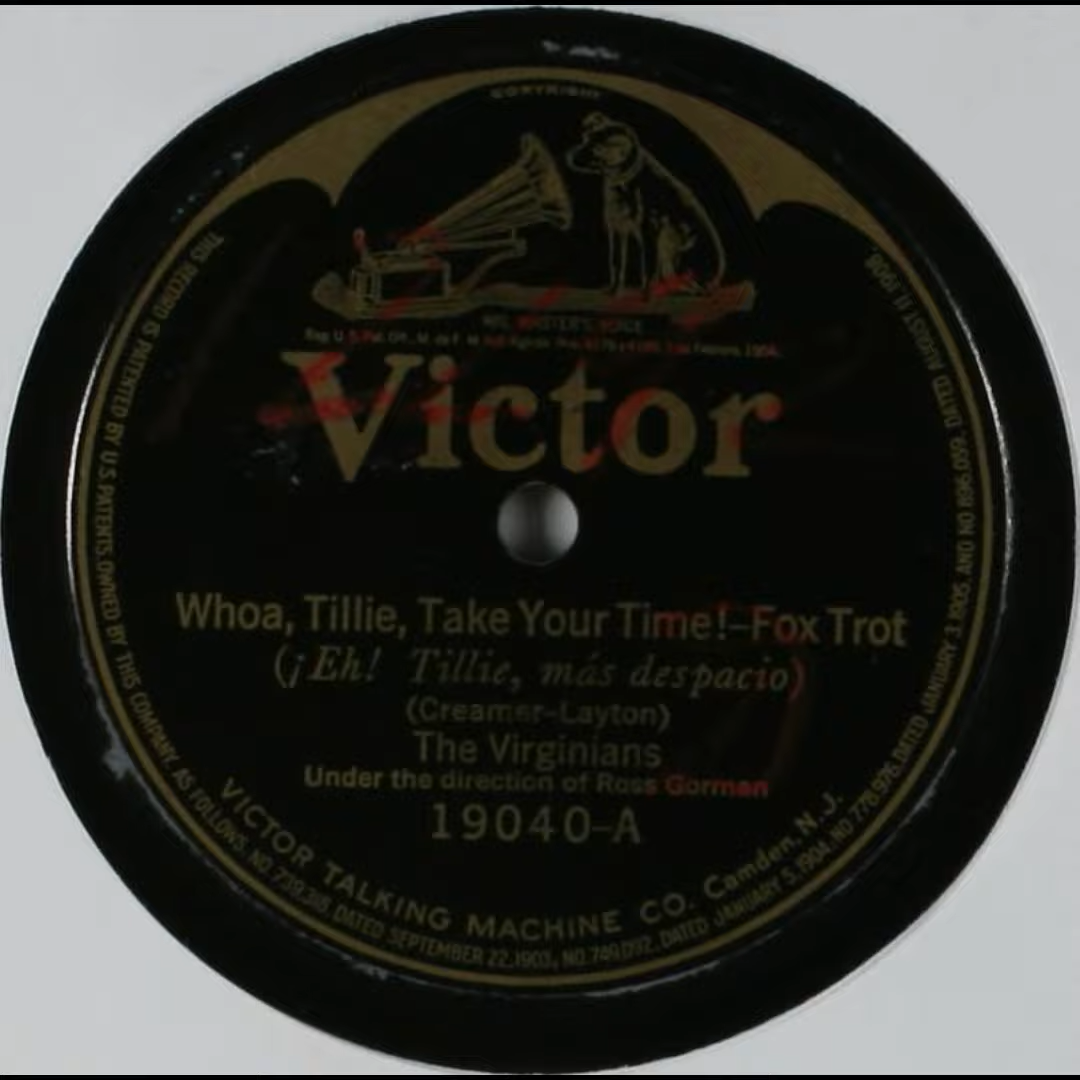 COPYRIGHT
HIS MASTER'S VOICE
Victor
Whoa, Tillie, Take Your Time!–Fox Trot
(¡Eh! Tillie, más despacio)
(Creamer–Layton)
The Virginians
Under the direction of Ross Gorman
19040–A
VICTOR TALKING MACHINE CO. Camden, N.J.
THIS RECORD IS PATENTED BY U.S. PATENTS, OWNED BY THIS COMPANY AS FOLLOWS, NO. 739,318, DATED SEPTEMBER 22, 1903, NO. 749,092, DATED JANUARY 5, 1904, NO 778,976, DATED JANUARY 3, 1905, AND NO 896,059, DATED AUGUST 11, 1908.